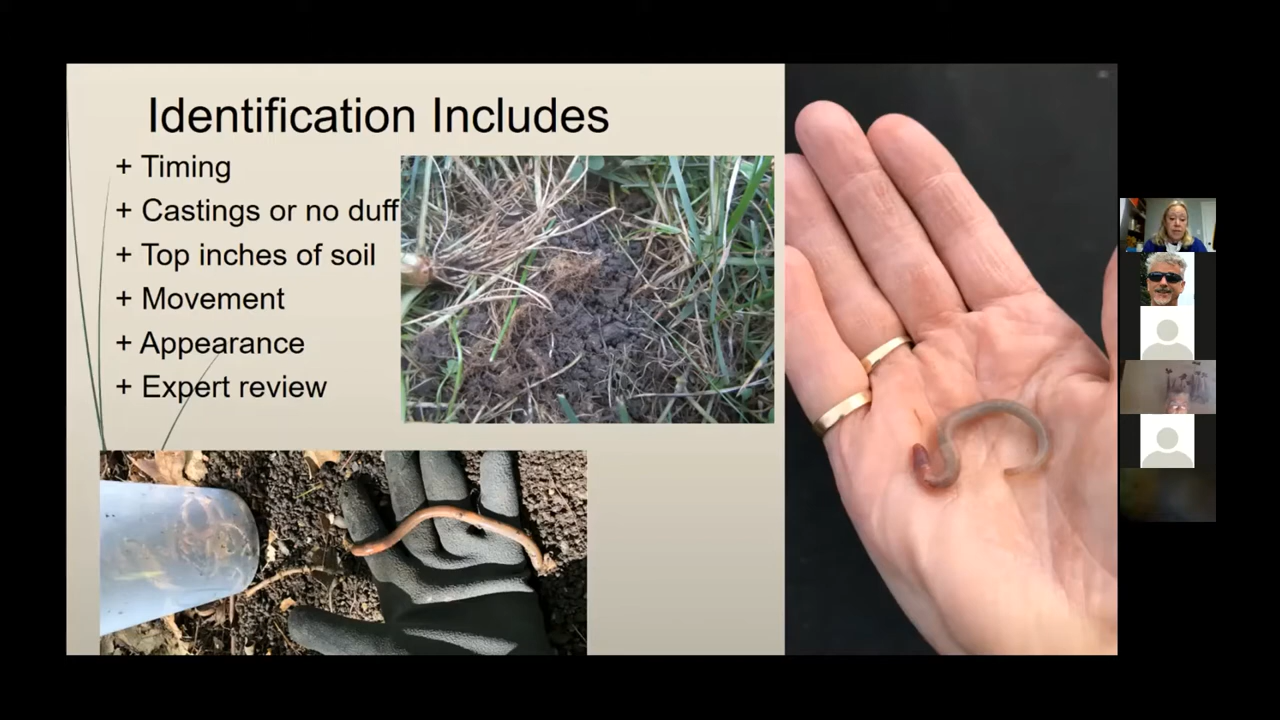 Identification Includes
+ Timing
+ Castings or no duff
+ Top inches of soil
+ Movement
+ Appearance
+ Expert review